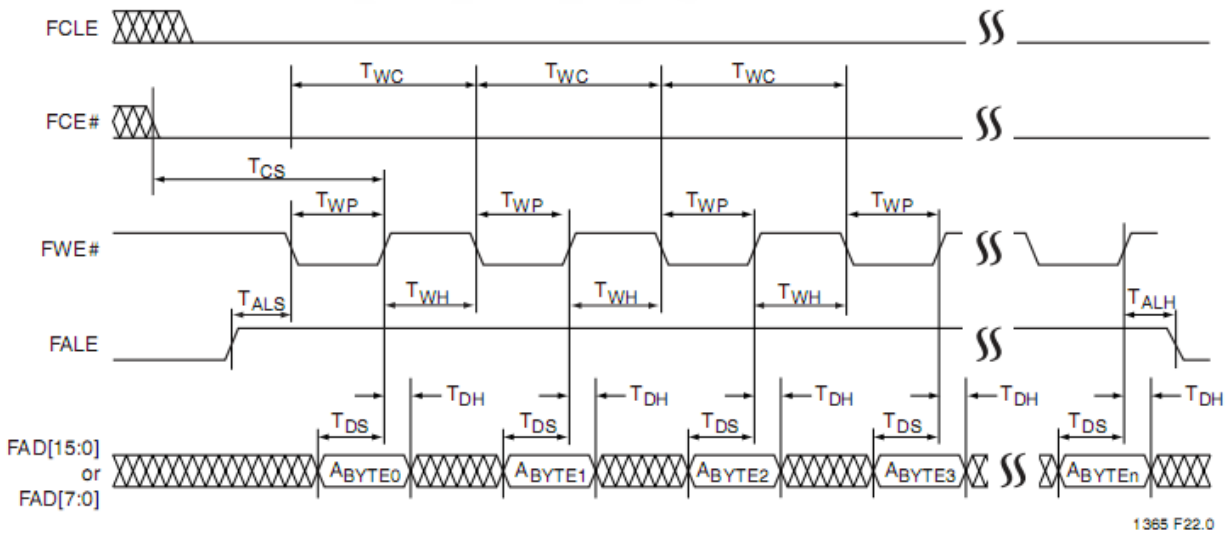 FCLE
TWC TWC TWC
FCE#
TCS
TWP TWP TWP TWP
FWE#
TWH TWH TWH
TALS TALH
FALE
TDH TDH TDH TDH TDH
TDS TDS TDS TDS TDS
FAD[15:0]
or
FAD[7:0]
ABYTE0 ABYTE1 ABYTE2 ABYTE3 ABYTEn
1365 F22.0